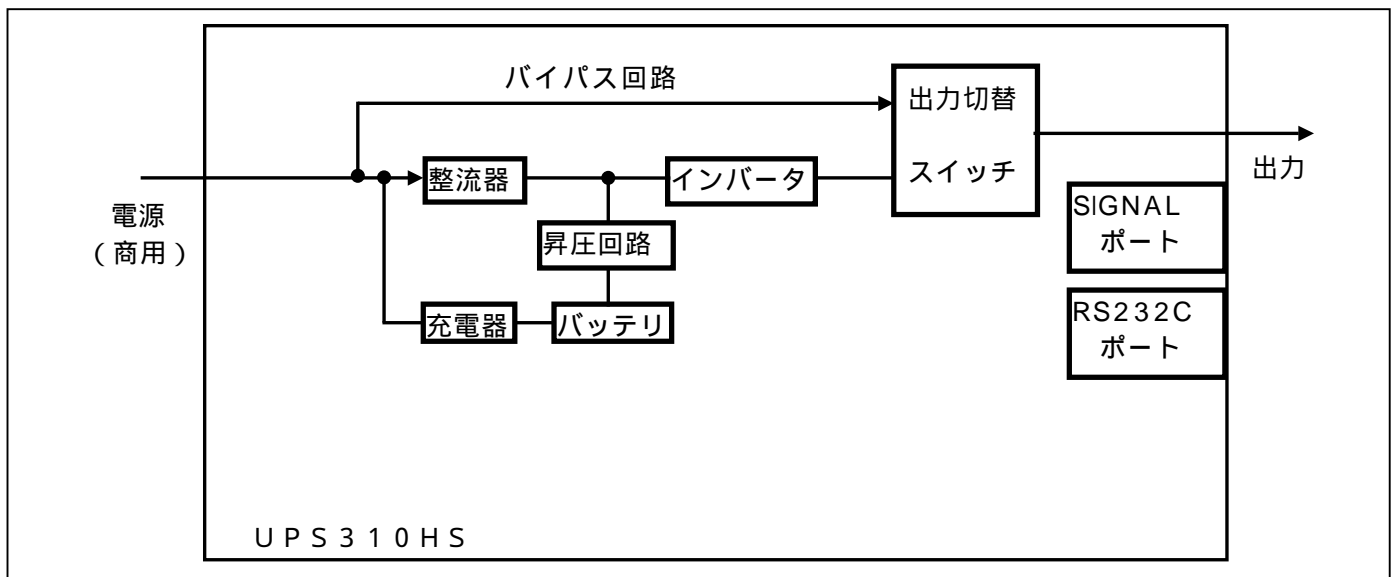 バイパス回路
出力切替
スイッチ
出力
電源
(商用)
整流器
インバータ
昇圧回路
充電器
バッテリ
SIGNAL
ポート
RS232C
ポート
UPS310HS